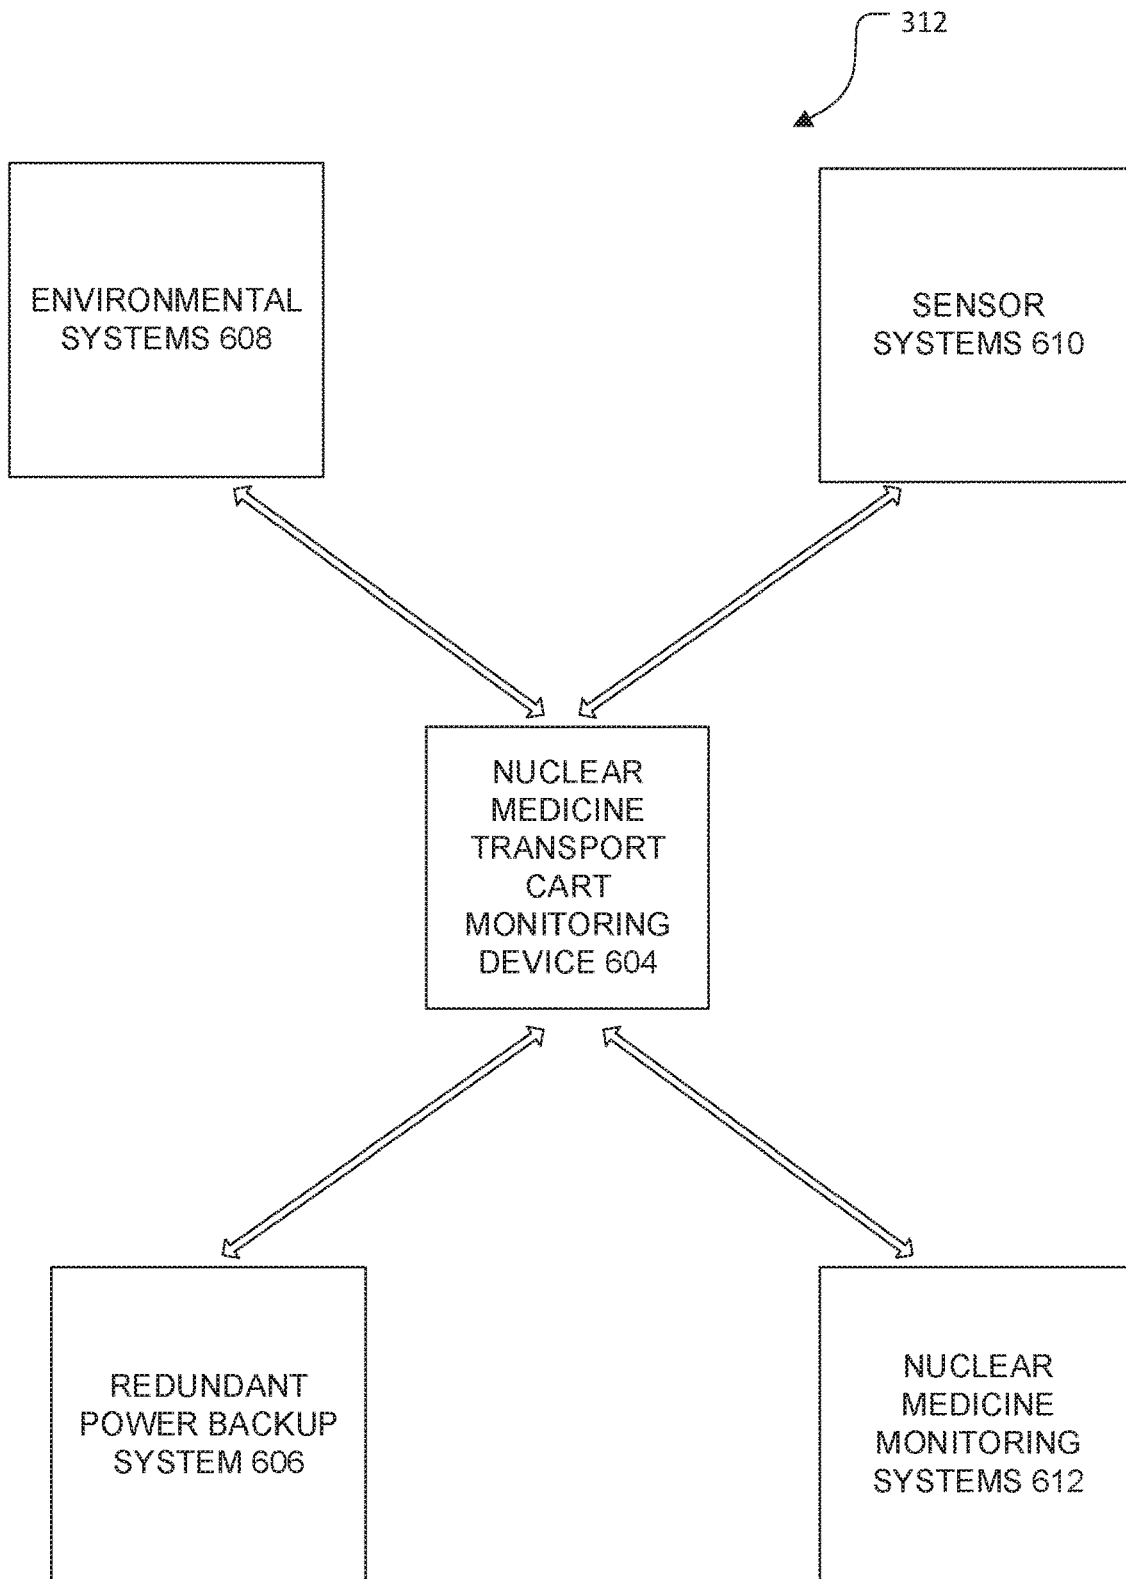 312
ENVIRONMENTAL
SYSTEMS 608
SENSOR
SYSTEMS 610
NUCLEAR
MEDICINE
TRANSPORT
CART
MONITORING
DEVICE 604
REDUNDANT
POWER BACKUP
SYSTEM 606
NUCLEAR
MEDICINE
MONITORING
SYSTEMS 612